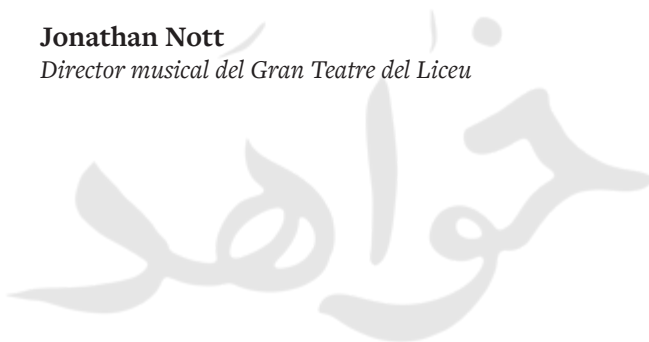 Jonathan Nott
Director musical del Gran Teatre del Liceu
خواهد